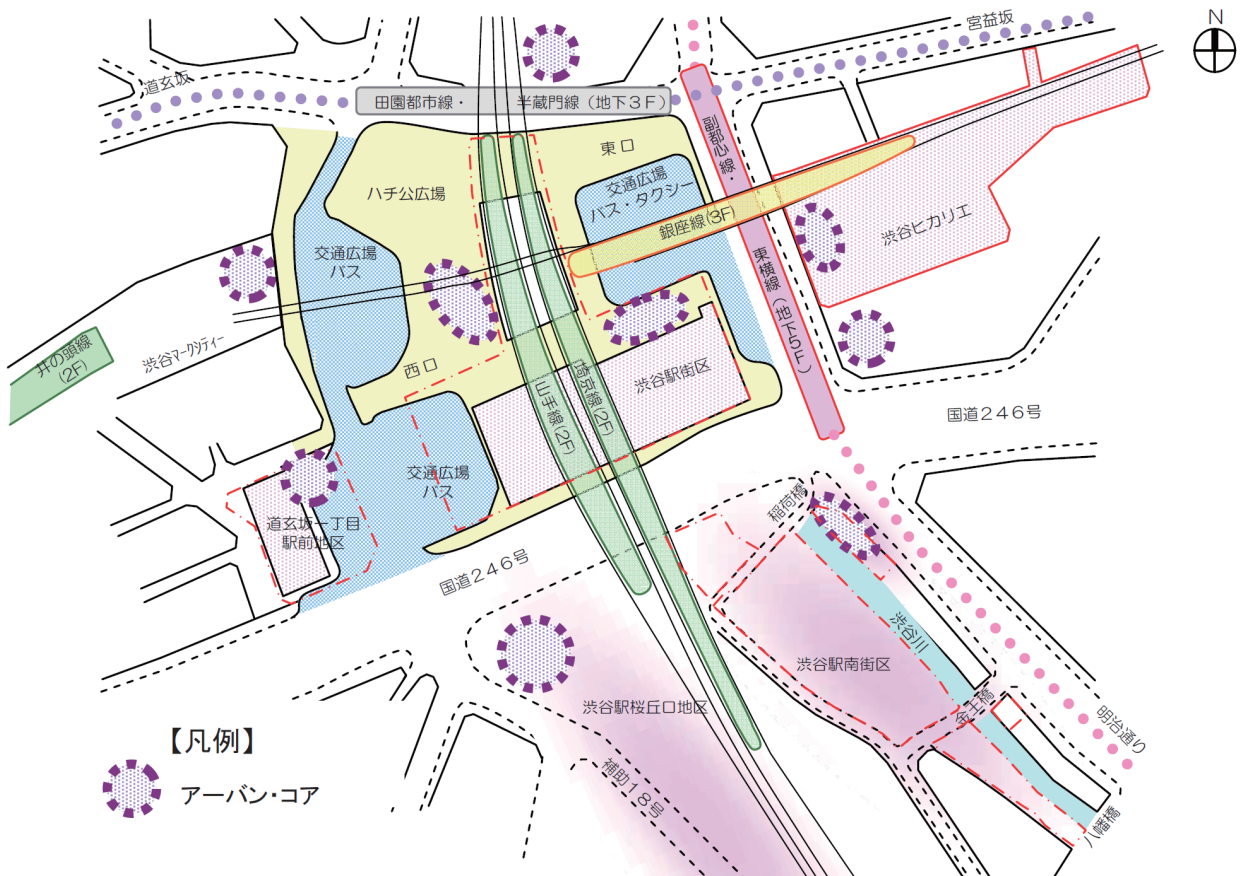 宮益坂
N
道玄坂
田園都市線・ 半蔵門線（地下３Ｆ）
副都心線・
東横線（地下５Ｆ）
東口
ハチ公広場
交通広場
バス・タクシー
銀座線(3F)
渋谷ヒカリエ
交通広場
バス
渋谷マークシティー
井の頭線
(2F)
西口
山手線(2F)
埼京線(2F)
渋谷駅街区
国道２４６号
交通広場
バス
道玄坂一丁目
駅前地区
国道２４６号
稲荷橋
渋谷川
渋谷駅南街区
金王橋
明治通り
八幡橋
渋谷駅桜丘口地区
補助１８号
【凡例】
アーバン・コア